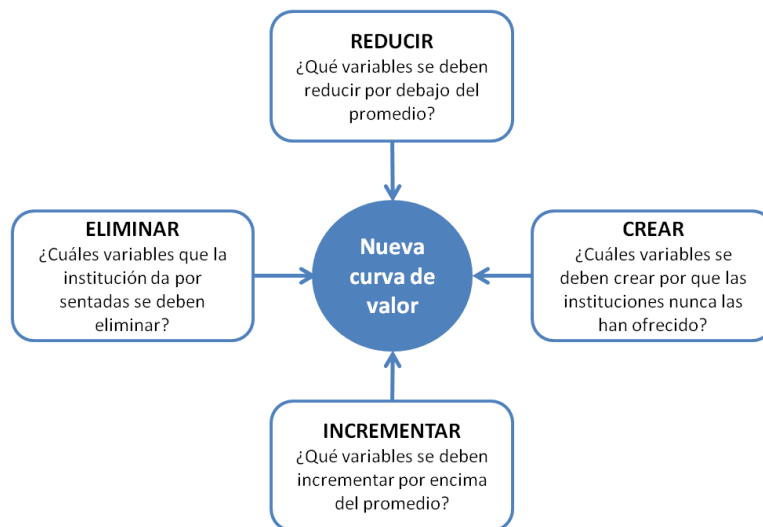 REDUCIR
¿Qué variables se deben
reducir por debajo del
promedio?
ELIMINAR
¿Cuáles variables que la
institución da por
sentadas se deben
eliminar?
Nueva
curva de
valor
CREAR
¿Cuáles variables se
deben crear por que las
instituciones nunca las
han ofrecido?
INCREMENTAR
¿Qué variables se deben
incrementar por encima
del promedio?